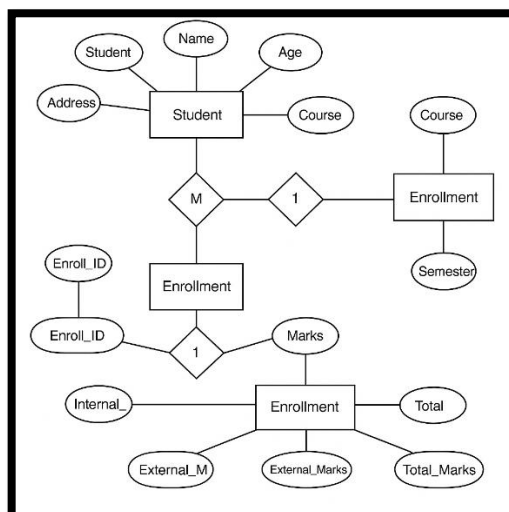 Name
Student
Age
Address
Student
Course
Course
M
1
Enrollment
Enroll_ID
Enrollment
Semester
Enroll_ID
1
Marks
Internal_
Enrollment
Total
External_M
External_Marks
Total_Marks